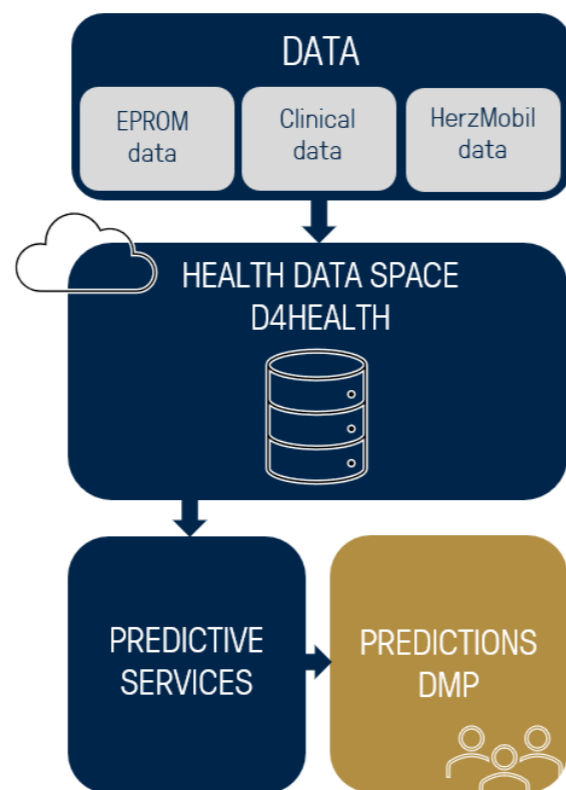 DATA
EPROM
data
Clinical
data
HerzMobil
data
HEALTH DATA SPACE
D4HEALTH
PREDICTIVE
SERVICES
PREDICTIONS
DMP